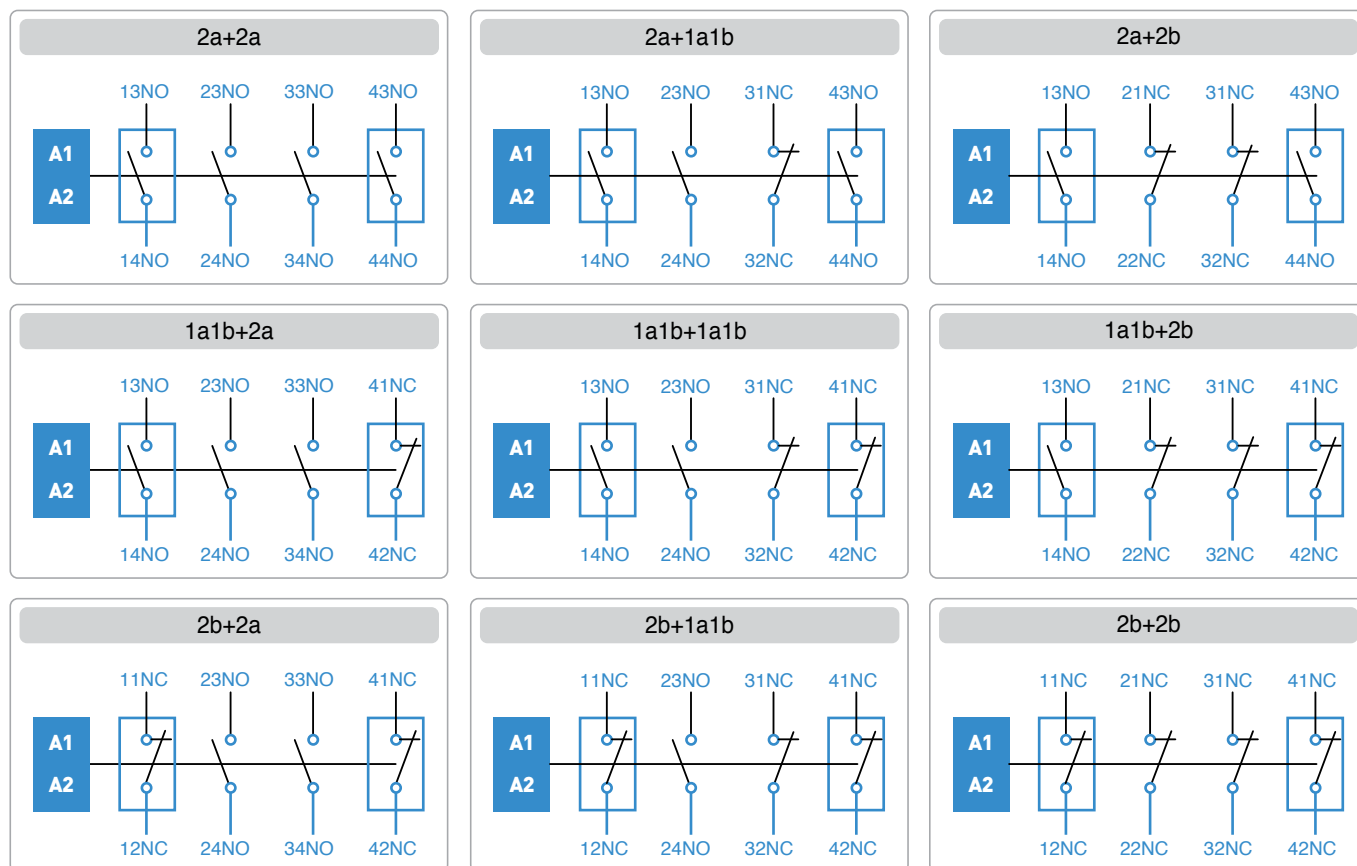 2a+2a
13NO 23NO 33NO 43NO
A1
A2
14NO 24NO 34NO 44NO
2a+1a1b
13NO 23NO 31NC 43NO
A1
A2
14NO 24NO 32NC 44NO
2a+2b
13NO 21NC 31NC 43NO
A1
A2
14NO 22NC 32NC 44NO
1a1b+2a
13NO 23NO 33NO 41NC
A1
A2
14NO 24NO 34NO 42NC
1a1b+1a1b
13NO 23NO 31NC 41NC
A1
A2
14NO 24NO 32NC 42NC
1a1b+2b
13NO 21NC 31NC 41NC
A1
A2
14NO 22NC 32NC 42NC
2b+2a
11NC 23NO 33NO 41NC
A1
A2
12NC 24NO 34NO 42NC
2b+1a1b
11NC 23NO 31NC 41NC
A1
A2
12NC 24NO 32NC 42NC
2b+2b
11NC 21NC 31NC 41NC
A1
A2
12NC 22NC 32NC 42NC